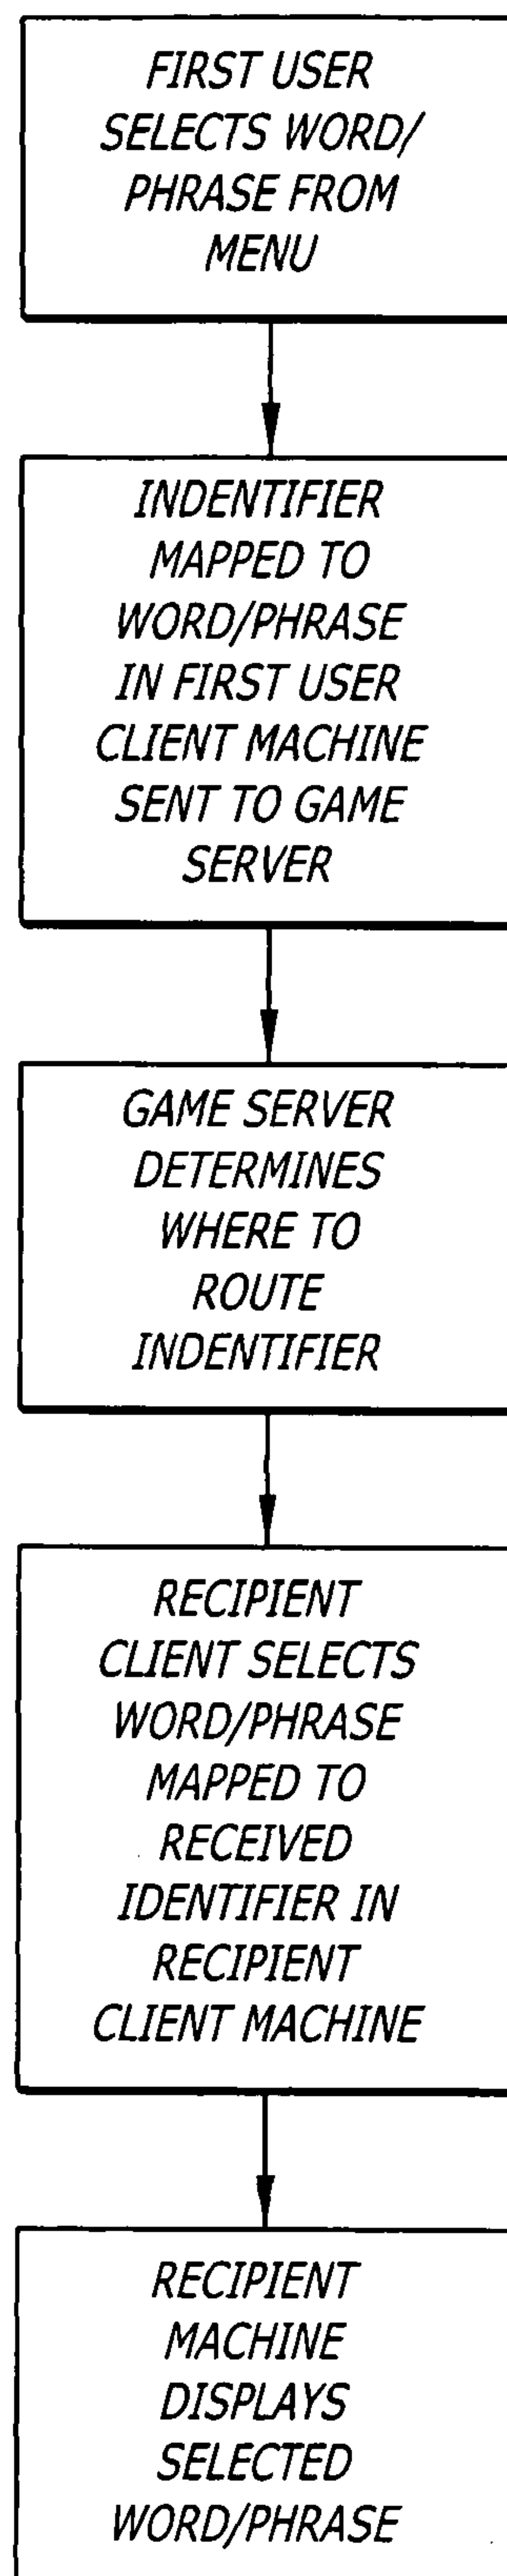 FIRST USER
SELECTS WORD/
PHRASE FROM
MENU
INDENTIFIER
MAPPED TO
WORD/PHRASE
IN FIRST USER
CLIENT MACHINE
SENT TO GAME
SERVER
GAME SERVER
DETERMINES
WHERE TO
ROUTE
INDENTIFIER
RECIPIENT
CLIENT SELECTS
WORD/PHRASE
MAPPED TO
RECEIVED
IDENTIFIER IN
RECIPIENT
CLIENT MACHINE
RECIPIENT
MACHINE
DISPLAYS
SELECTED
WORD/PHRASE